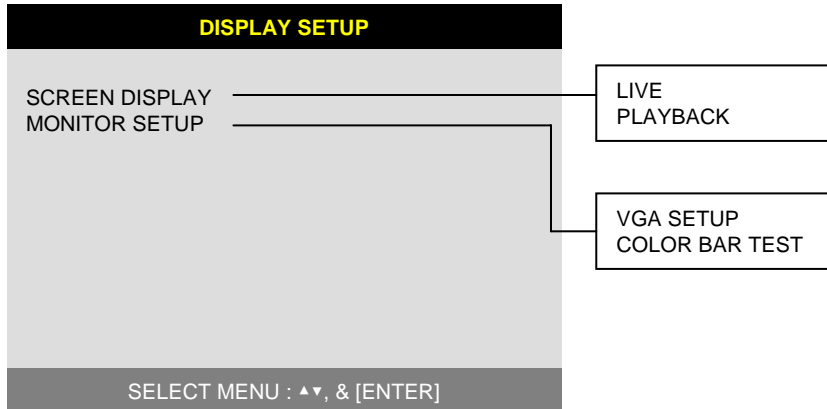 DISPLAY SETUP
SCREEN DISPLAY
MONITOR SETUP
LIVE
PLAYBACK
VGA SETUP
COLOR BAR TEST
SELECT MENU : ▲▼, & [ENTER]